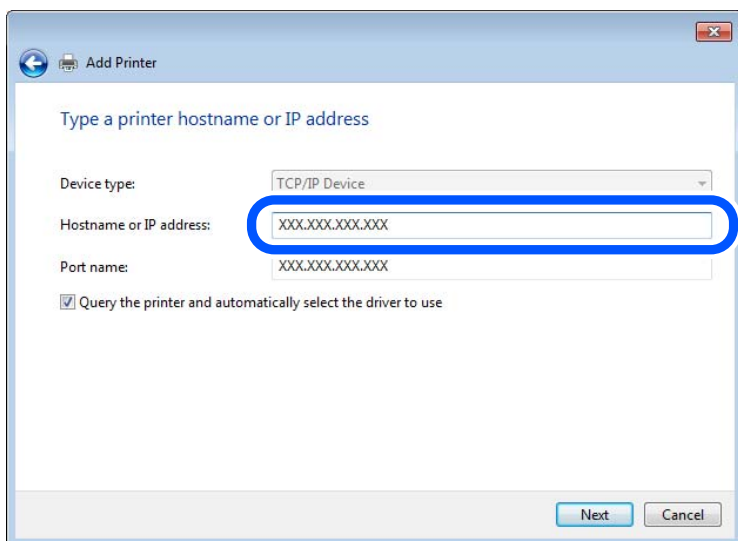 Add Printer
Type a printer hostname or IP address
Device type: TCP/IP Device
Hostname or IP address: XXX.XXX.XXX.XXX
Port name: XXX.XXX.XXX.XXX
Query the printer and automatically select the driver to use
Next Cancel